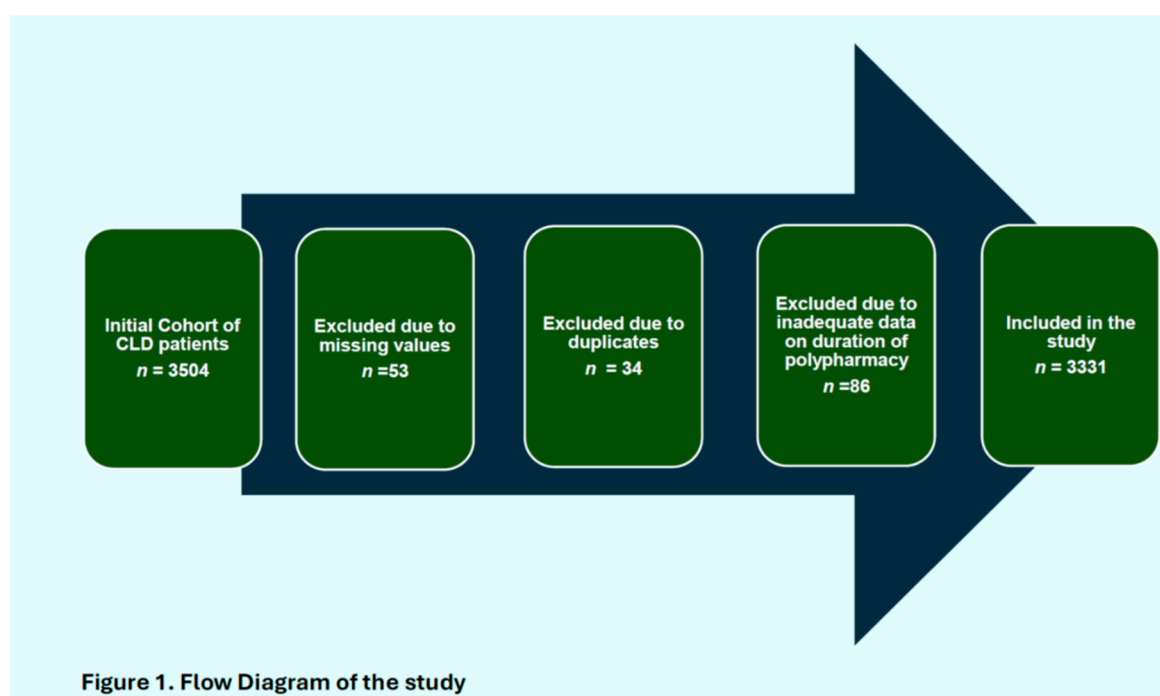 Initial Cohort of
CLD patients
n = 3504
Excluded due to
missing values
n =53
Excluded due to
duplicates
n = 34
Excluded due to
inadequate data
on duration of
polypharmacy
n =86
Included in the
study
n = 3331
Figure 1. Flow Diagram of the study